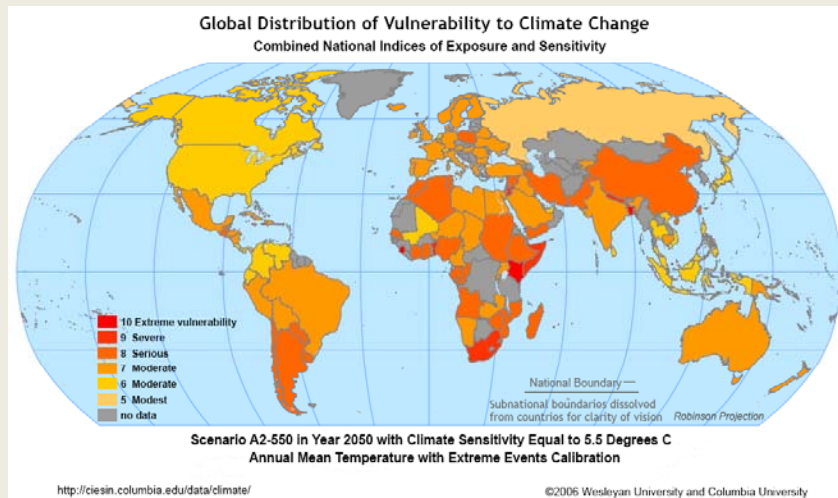 Global Distribution of Vulnerability to Climate Change
Combined National Indices of Exposure and Sensitivity
10 Extreme vulnerability
9 Severe
8 Serious
7 Moderate
6 Moderate
5 Modest
no data
National Boundary
Subnational boundaries dissolved
from countries for clarity of vision
Robinson Projection
Scenario A2-550 in Year 2050 with Climate Sensitivity Equal to 5.5 Degrees C
Annual Mean Temperature with Extreme Events Calibration
http://ciesin.columbia.edu/data/climate/
©2006 Wesleyan University and Columbia University